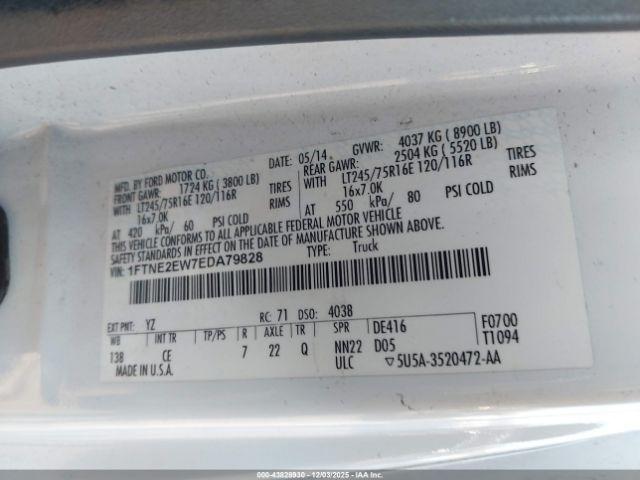 MFD. BY FORD MOTOR CO.
DATE: 05/14 GVWR: 4037 KG ( 8900 LB)
FRONT GAWR: 1724 KG ( 3800 LB) REAR GAWR: 2504 KG ( 5520 LB)
WITH LT245/75R16E 120/116R TIRES WITH LT245/75R16E 120/116R TIRES
16x7.0K RIMS 16x7.0K RIMS
AT 420 kPa/ 60 PSI COLD AT 550 kPa/ 80 PSI COLD
THIS VEHICLE CONFORMS TO ALL APPLICABLE FEDERAL MOTOR VEHICLE
SAFETY STANDARDS IN EFFECT ON THE DATE OF MANUFACTURE SHOWN ABOVE.
VIN: 1FTNE2EW7EDA79828 TYPE: Truck
EXT PNT: YZ RC: 71 DSO: 4038
WB INT TR TP/PS R AXLE TR SPR DE416 F0700
138 CE 7 22 Q NN22 D05 T1094
MADE IN U.S.A. ULC ▽5U5A-3520472-AA
000-43828930 - 12/03/2025 - IAAI.COM